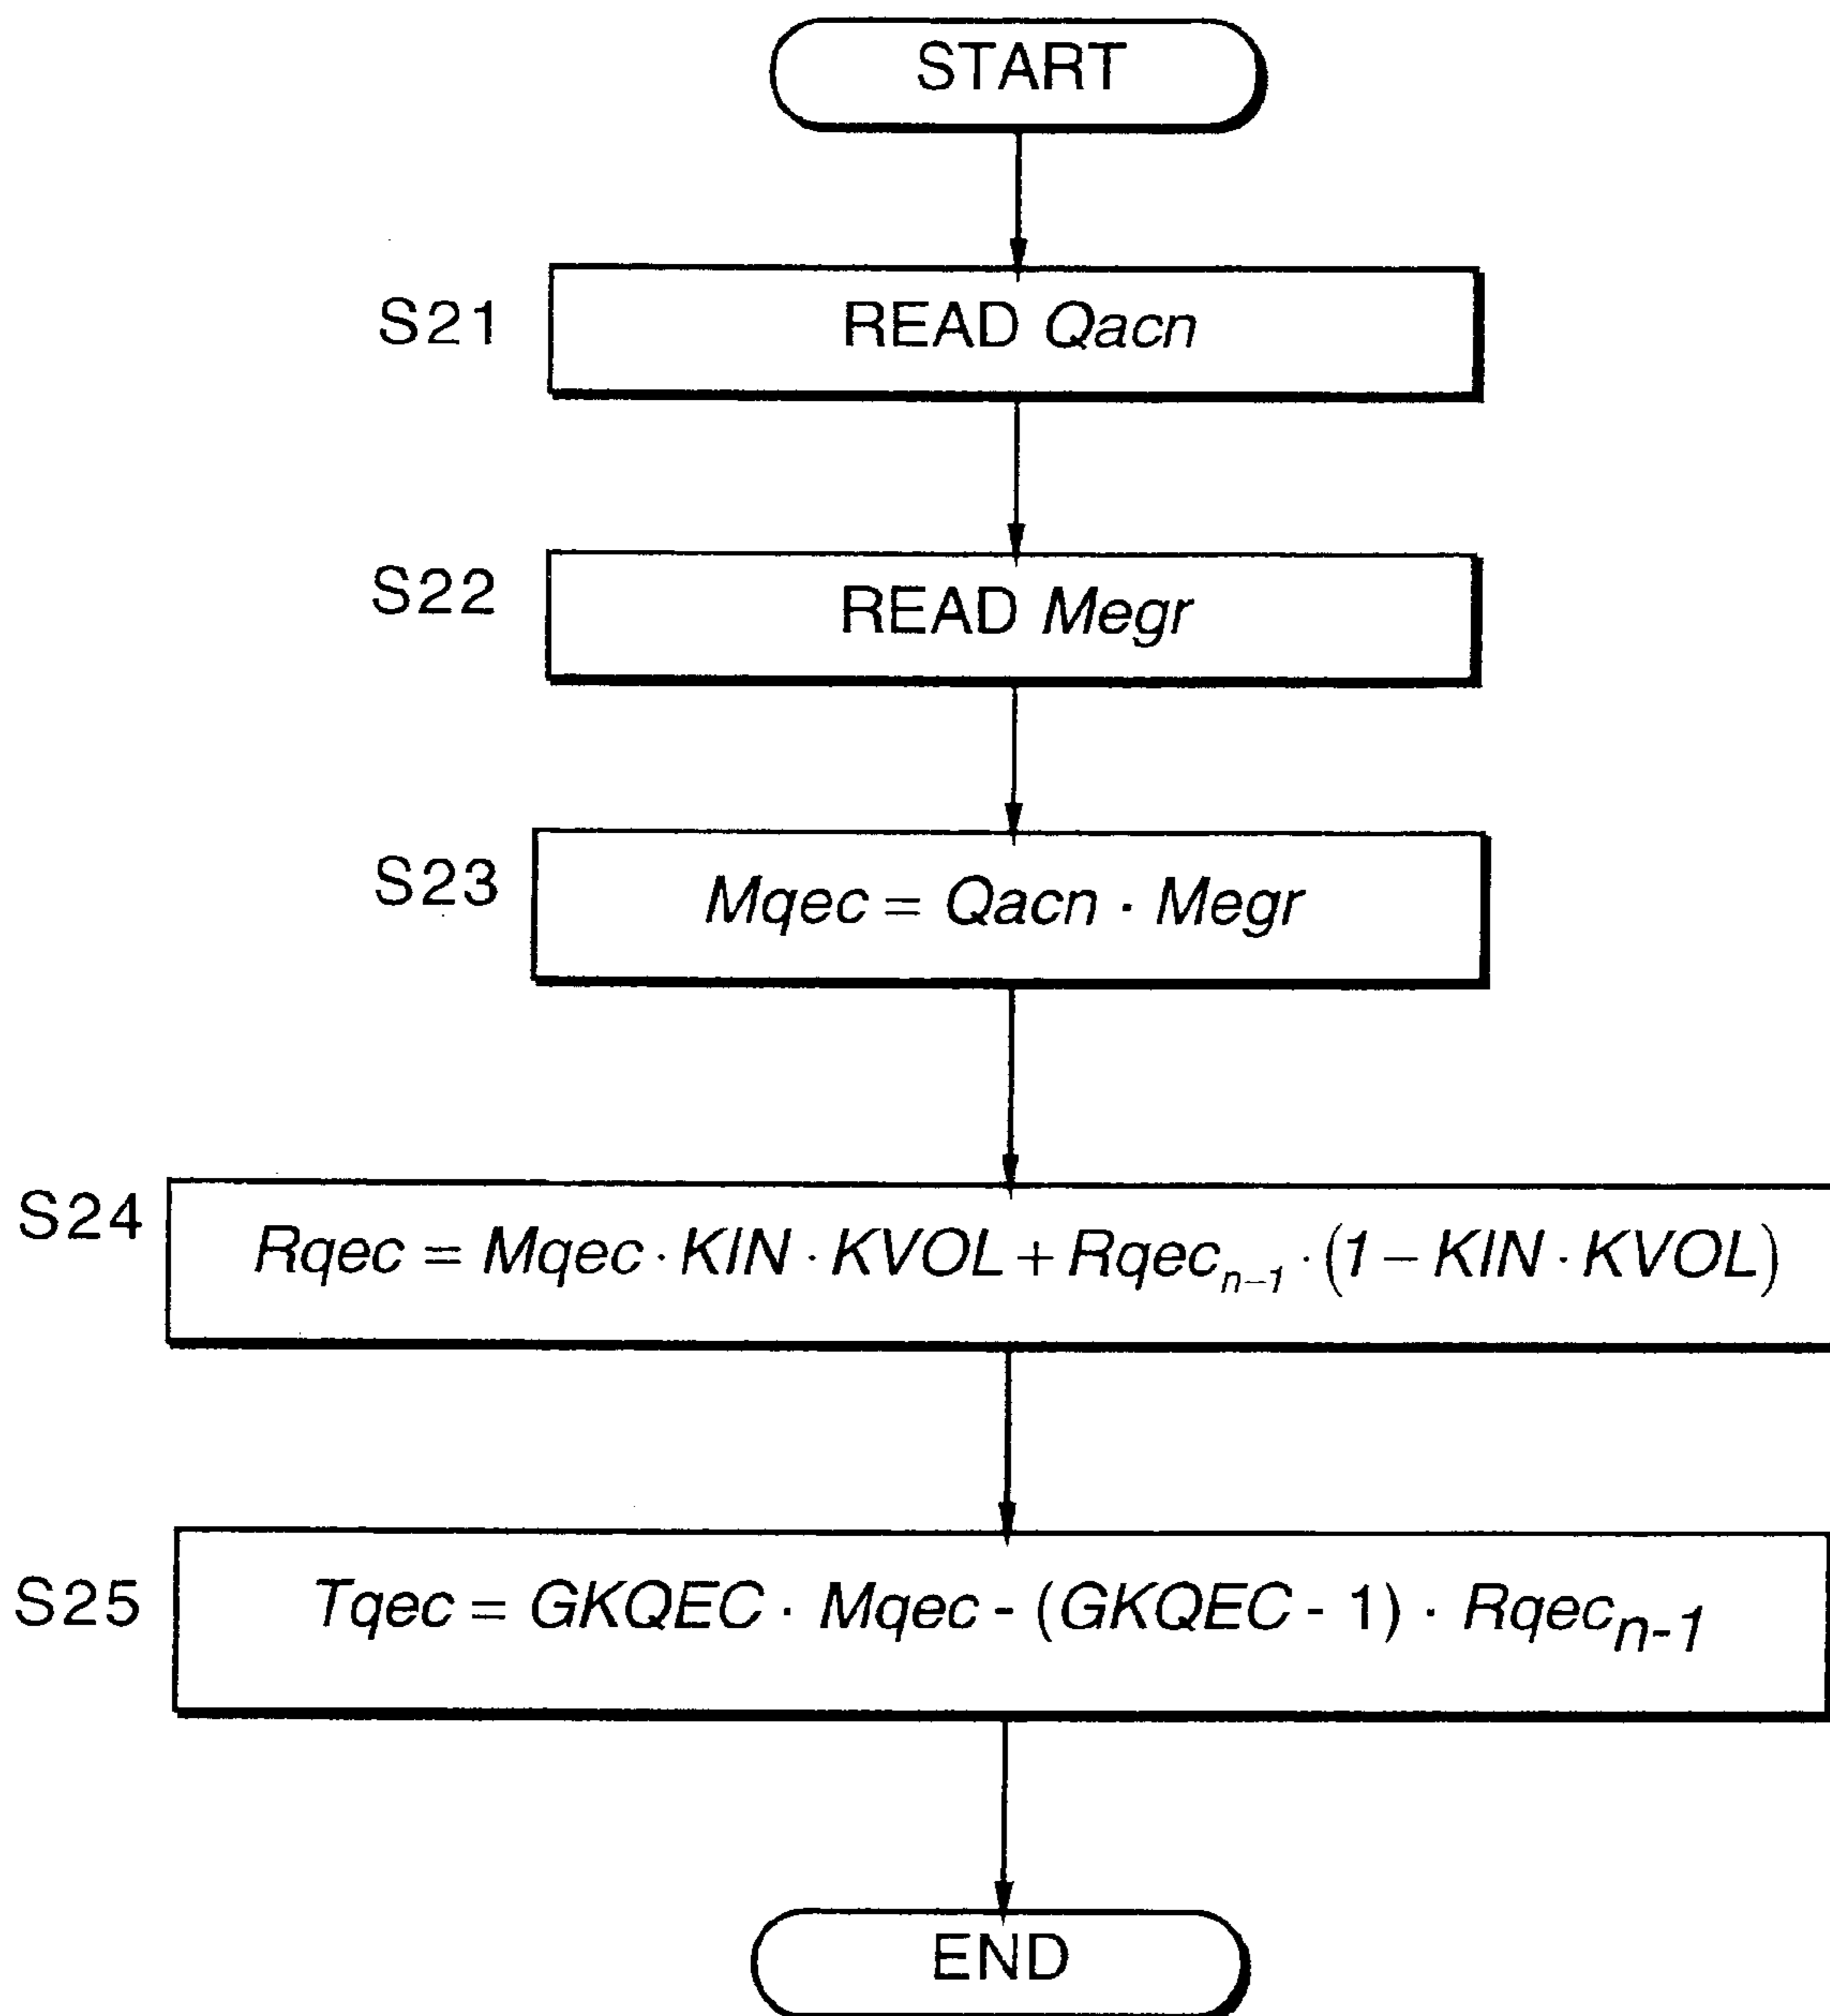 START
S21
READ Qacn
S22
READ Megr
S23
Mqec = Qacn · Megr
S24
Rqec = Mqec · KIN · KVOL + Rqecₙ₋₁ · (1 − KIN · KVOL)
S25
Tqec = GKQEC · Mqec - (GKQEC - 1) · Rqecₙ₋₁
END